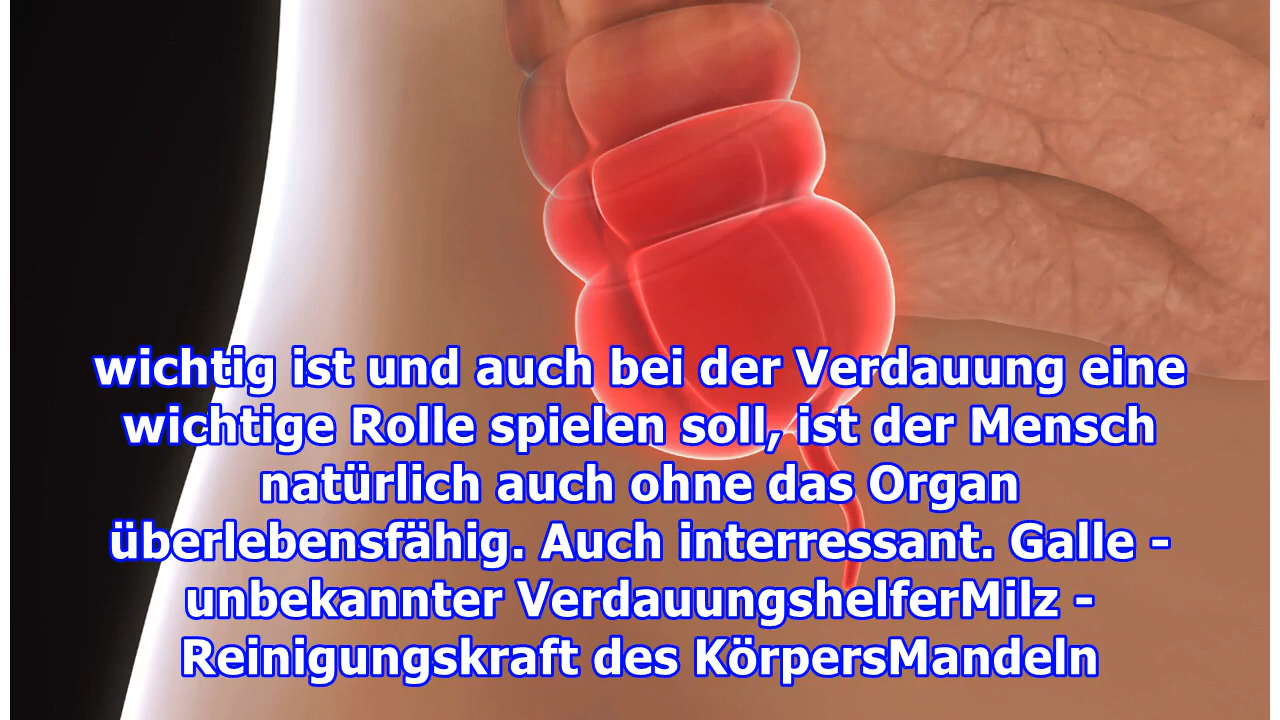 wichtig ist und auch bei der Verdauung eine
wichtige Rolle spielen soll, ist der Mensch
natürlich auch ohne das Organ
überlebensfähig. Auch interressant. Galle -
unbekannter VerdauungshelferMilz -
Reinigungskraft des KörpersMandeln